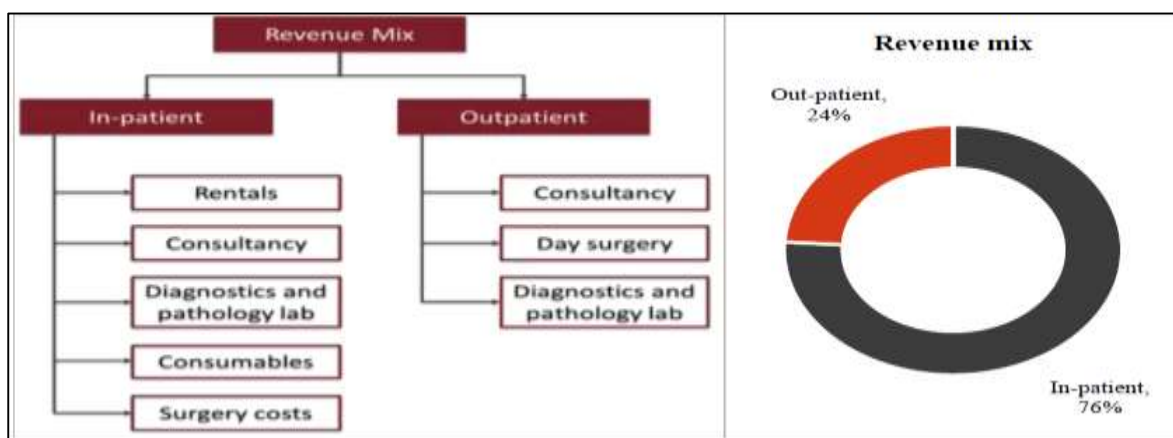 Revenue Mix
In-patient
Rentals
Consultancy
Diagnostics and
pathology lab
Consumables
Surgery costs
Outpatient
Consultancy
Day surgery
Diagnostics and
pathology lab
Revenue mix
Out-patient,
24%
In-patient,
76%